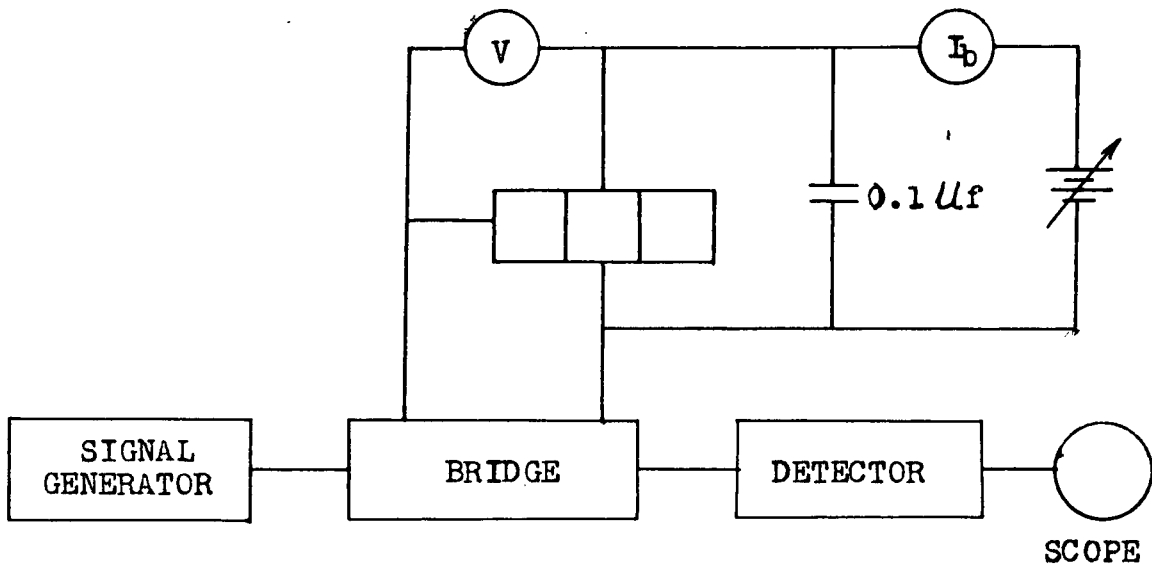 V
Ib
0.1 Uf
SIGNAL
GENERATOR
BRIDGE
DETECTOR
SCOPE